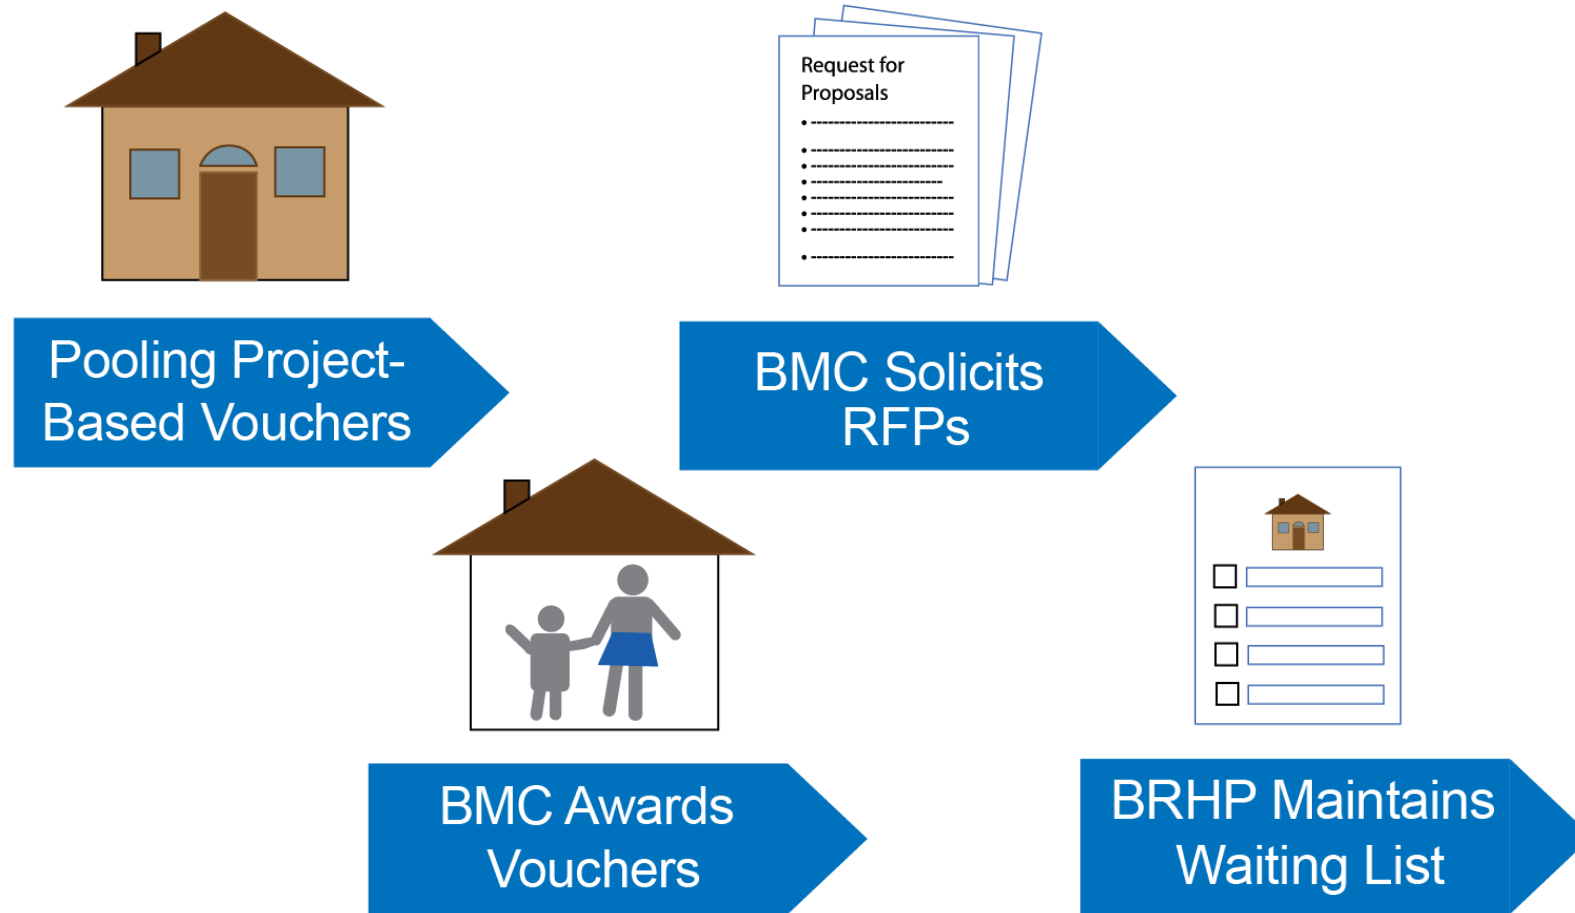 Request for
Proposals
Pooling Project-
Based Vouchers
BMC Solicits
RFPs
BMC Awards
Vouchers
BRHP Maintains
Waiting List